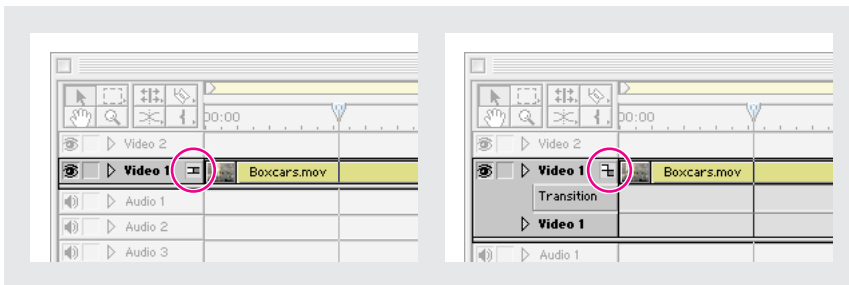 00:00
Video 2
Video 1 Boxcars.mov
Audio 1
Audio 2
Audio 3
00:00
Video 2
Video 1 Boxcars.mov
Transition
Video 1
Audio 1